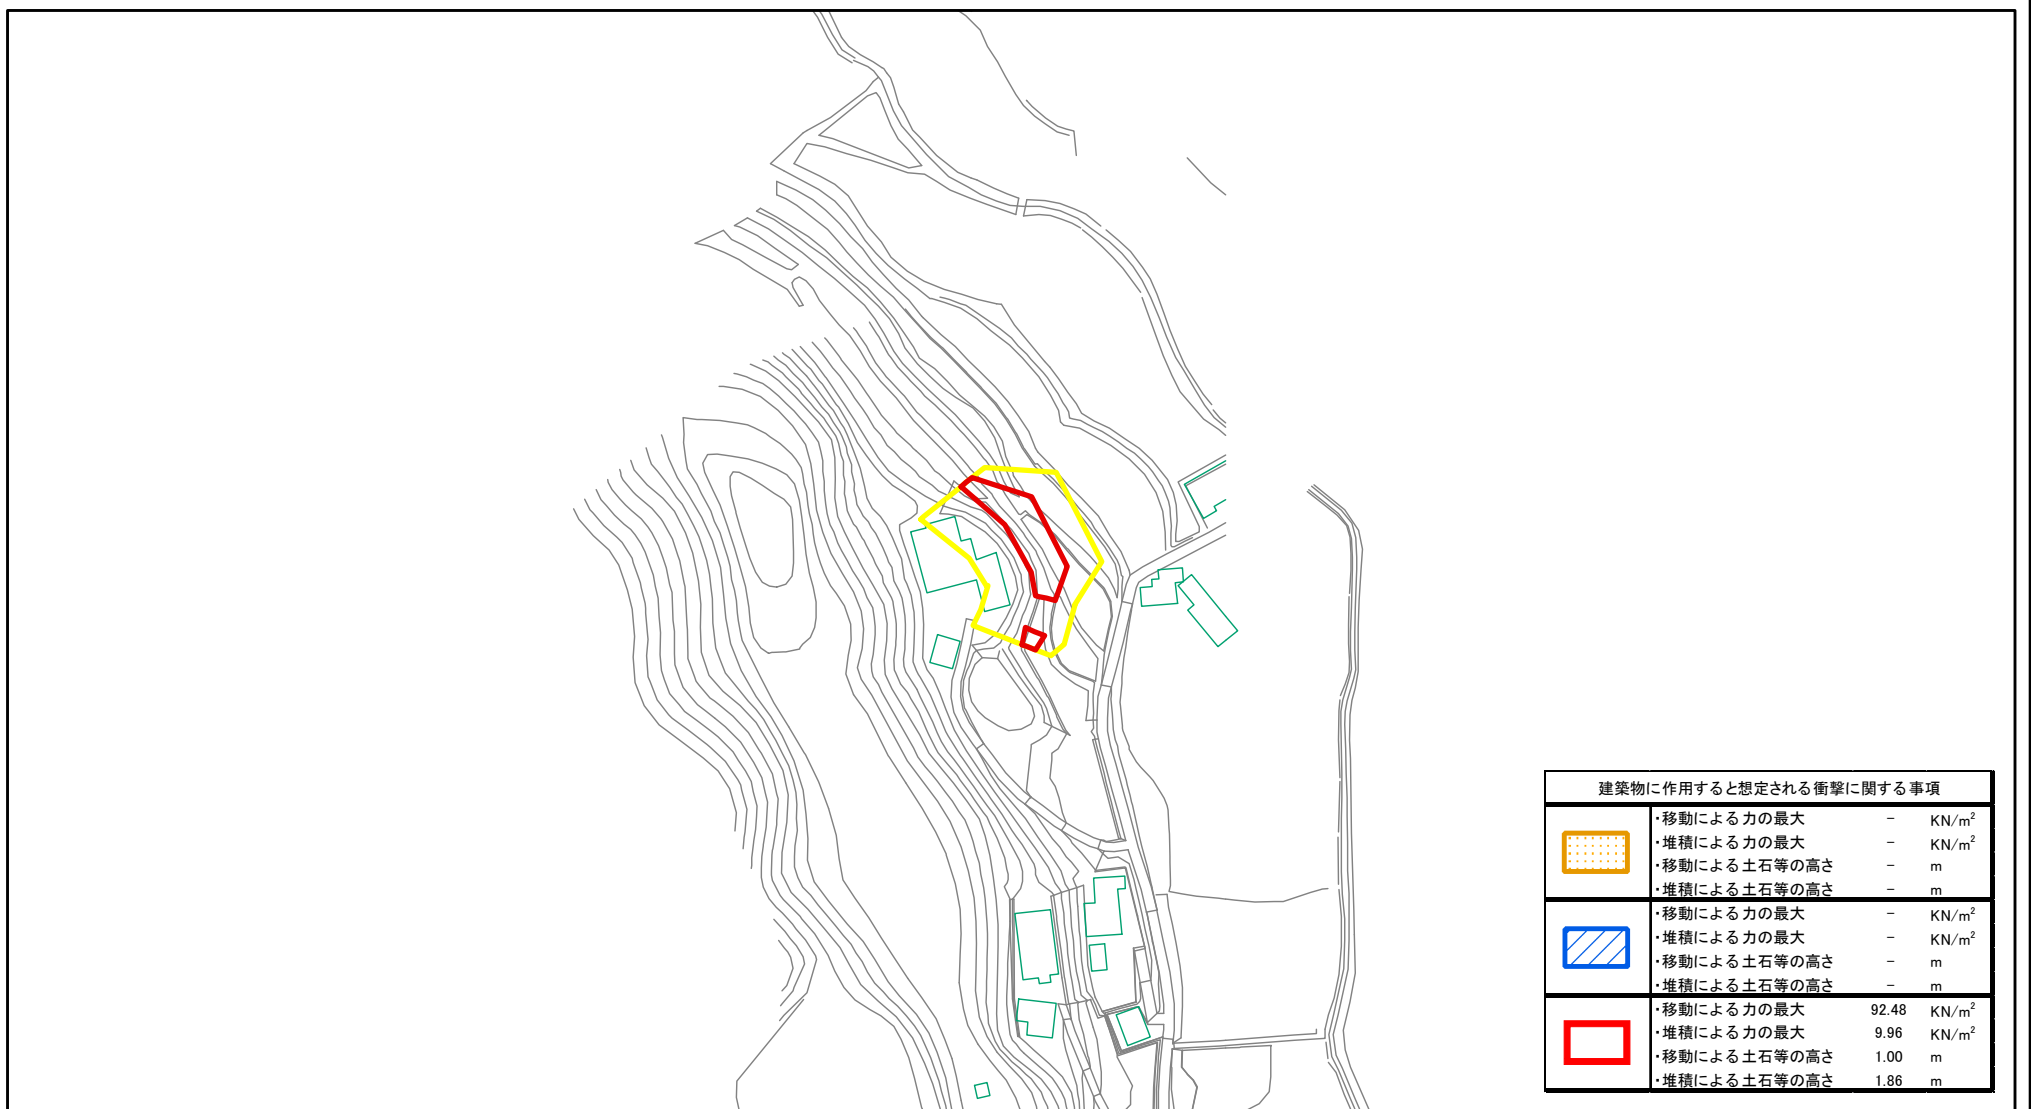 建築物に作用すると想定される衝撃に関する事項
・移動による力の最大 － KN/m²
・堆積による力の最大 － KN/m²
・移動による土石等の高さ － m
・堆積による土石等の高さ － m
・移動による力の最大 － KN/m²
・堆積による力の最大 － KN/m²
・移動による土石等の高さ － m
・堆積による土石等の高さ － m
・移動による力の最大 92.48 KN/m²
・堆積による力の最大 9.96 KN/m²
・移動による土石等の高さ 1.00 m
・堆積による土石等の高さ 1.86 m